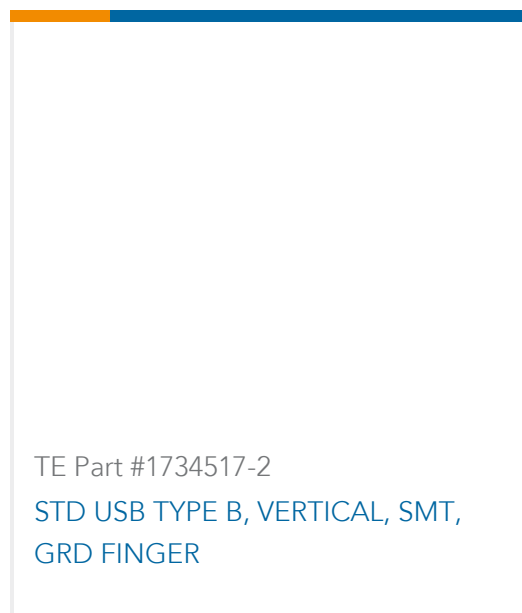 TE Part #1734517-2
STD USB TYPE B, VERTICAL, SMT,
GRD FINGER